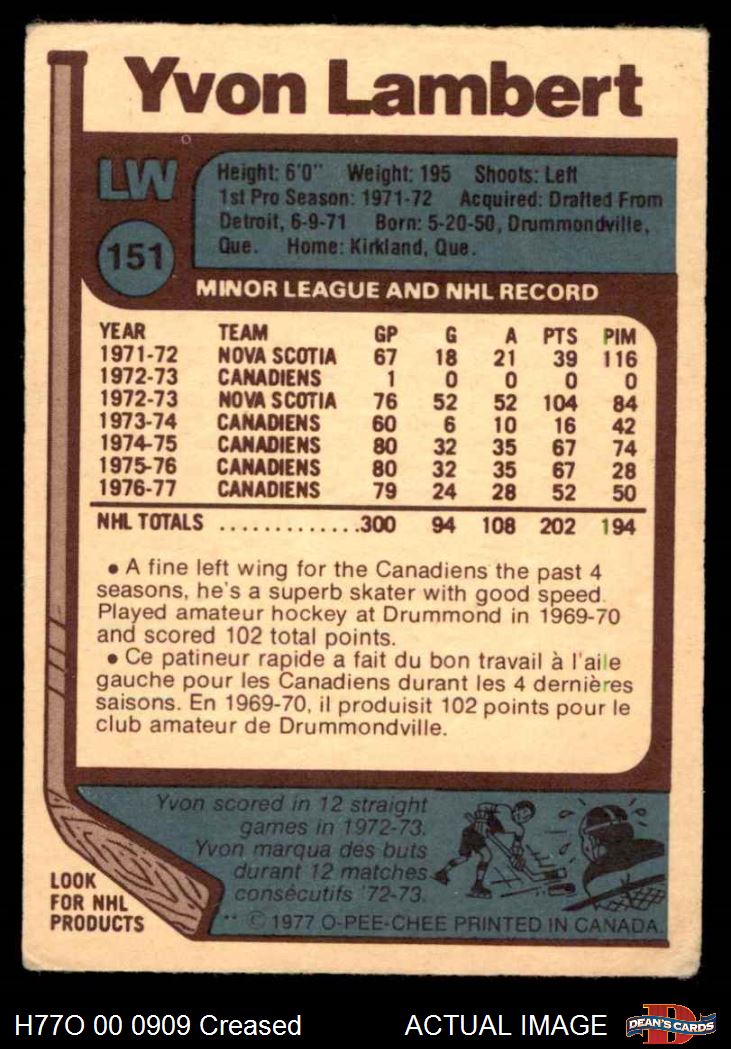 Yvon Lambert
LW
151
Height: 6'0" Weight: 195 Shoots: Left
1st Pro Season: 1971-72 Acquired: Drafted From
Detroit, 6-9-71 Born: 5-20-50, Drummondville,
Que. Home: Kirkland, Que.
MINOR LEAGUE AND NHL RECORD
YEAR TEAM GP G A PTS PIM
1971-72 NOVA SCOTIA 67 18 21 39 116
1972-73 CANADIENS 1 0 0 0 0
1972-73 NOVA SCOTIA 76 52 52 104 84
1973-74 CANADIENS 60 6 10 16 42
1974-75 CANADIENS 80 32 35 67 74
1975-76 CANADIENS 80 32 35 67 28
1976-77 CANADIENS 79 24 28 52 50
NHL TOTALS .............300 94 108 202 194
• A fine left wing for the Canadiens the past 4
seasons, he's a superb skater with good speed.
Played amateur hockey at Drummond in 1969-70
and scored 102 total points.
• Ce patineur rapide a fait du bon travail à l'aile
gauche pour les Canadiens durant les 4 dernières
saisons. En 1969-70, il produisit 102 points pour le
club amateur de Drummondville.
Yvon scored in 12 straight
games in 1972-73.
Yvon marqua des buts
durant 12 matches
consécutifs '72-73.
LOOK
FOR NHL
PRODUCTS
** © 1977 O-PEE-CHEE PRINTED IN CANADA.
H77O 00 0909 Creased ACTUAL IMAGE
D
DEAN'S CARDS